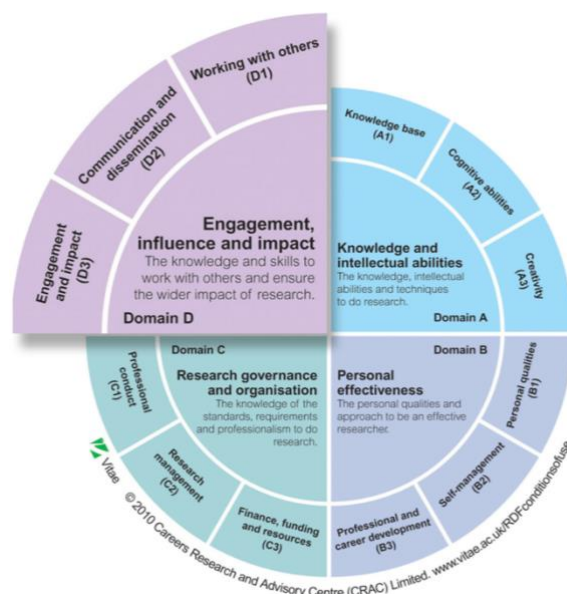 Working with others
(D1)
Communication and
dissemination
(D2)
Engagement
and impact
(D3)
Engagement,
influence and impact
The knowledge and skills to
work with others and ensure
the wider impact of research.
Domain D
Knowledge base
(A1)
Cognitive abilities
(A2)
Creativity
(A3)
Knowledge and
intellectual abilities
The knowledge, intellectual
abilities and techniques
to do research.
Domain A
Domain C
Research governance
and organisation
The knowledge of the
standards, requirements
and professionalism to do
research.
Professional
conduct
(C1)
Research
management
(C2)
Finance, funding
and resources
(C3)
Domain B
Personal
effectiveness
The personal qualities and
approach to be an effective
researcher.
Personal qualities
(B1)
Self-management
(B2)
Professional and
career development
(B3)
Vitae © 2010 Careers Research and Advisory Centre (CRAC) Limited. www.vitae.ac.uk/RDFconditionsofuse